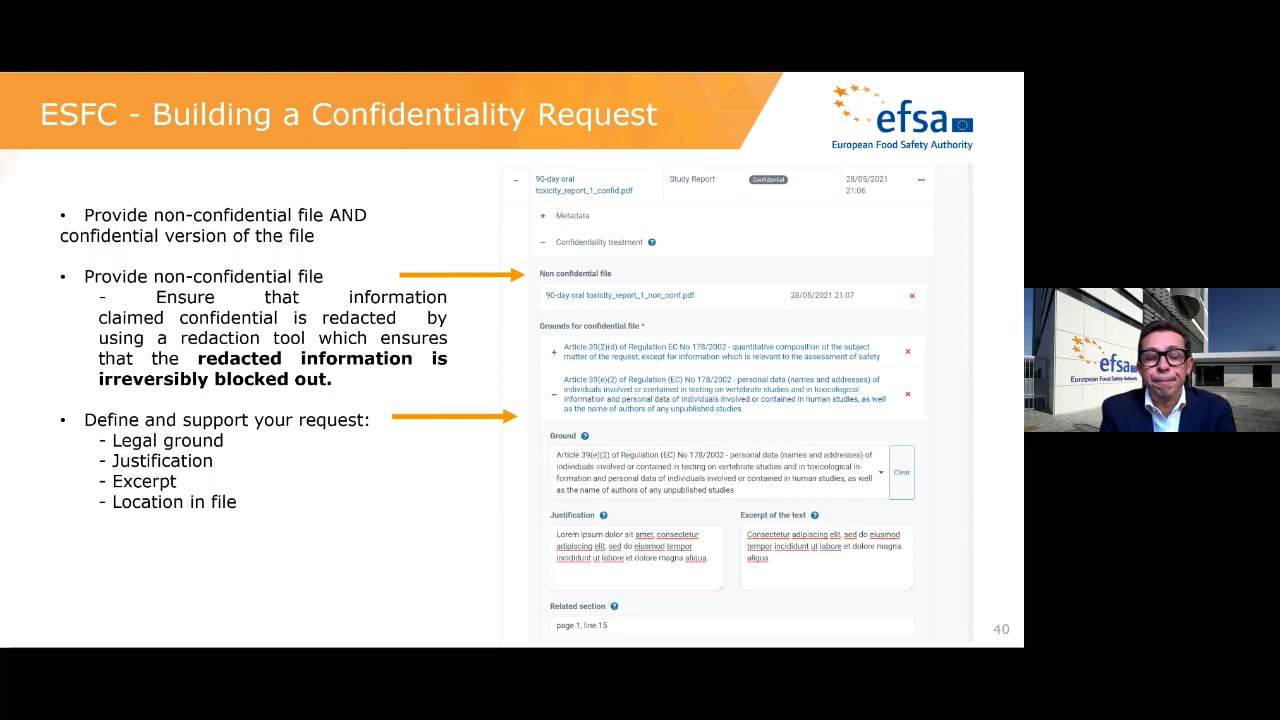 ESFC - Building a Confidentiality Request
efsa
European Food Safety Authority
• Provide non-confidential file AND
confidential version of the file
• Provide non-confidential file
- Ensure that information
claimed confidential is redacted by
using a redaction tool which ensures
that the redacted information is
irreversibly blocked out.
• Define and support your request:
- Legal ground
- Justification
- Excerpt
- Location in file
90-day oral
toxicity_report_1_confid.pdf
Study Report
Confidential
28/05/2021
21:06
Metadata
Confidentiality treatment
Non confidential file
90-day oral toxicity_report_1_non_conf.pdf
28/05/2021 21:07
Grounds for confidential file *
Article 39(2)(d) of Regulation EC No 178/2002 - quantitative composition of the subject
matter of the request, except for information which is relevant to the assessment of safety
Article 39(e)(2) of Regulation (EC) No 178/2002 - personal data (names and addresses) of
individuals involved or contained in testing on vertebrate studies and in toxicological
information and personal data of individuals involved or contained in human studies, as well
as the name of authors of any unpublished studies
Ground
Article 39(e)(2) of Regulation (EC) No 178/2002 - personal data (names and addresses) of
individuals involved or contained in testing on vertebrate studies and in toxicological in-
formation and personal data of individuals involved or contained in human studies, as well
as the name of authors of any unpublished studies
Clear
Justification
Lorem ipsum dolor sit amet, consectetur
adipiscing elit, sed do eiusmod tempor
incididunt ut labore et dolore magna aliqua.
Excerpt of the text
Consectetur adipiscing elit, sed do eiusmod
tempor incididunt ut labore et dolore magna
aliqua
Related section
page 1, line 15
40
efsa
European Food Safety Authority